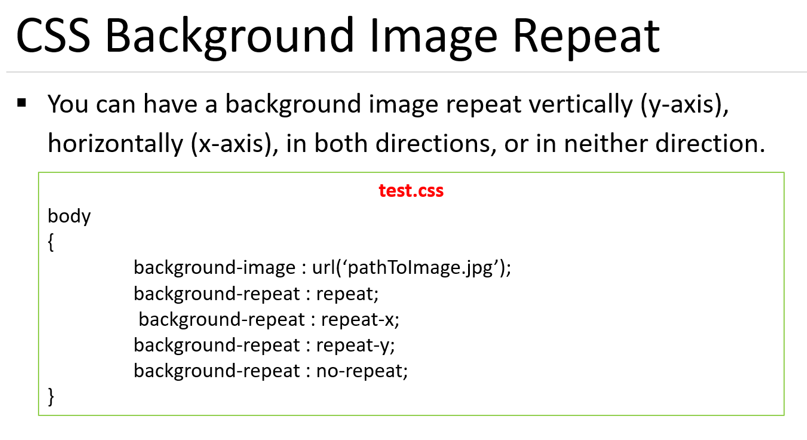 CSS Background Image Repeat
▪ You can have a background image repeat vertically (y-axis),
horizontally (x-axis), in both directions, or in neither direction.
test.css
body
{
background-image : url(‘pathToImage.jpg’);
background-repeat : repeat;
background-repeat : repeat-x;
background-repeat : repeat-y;
background-repeat : no-repeat;
}